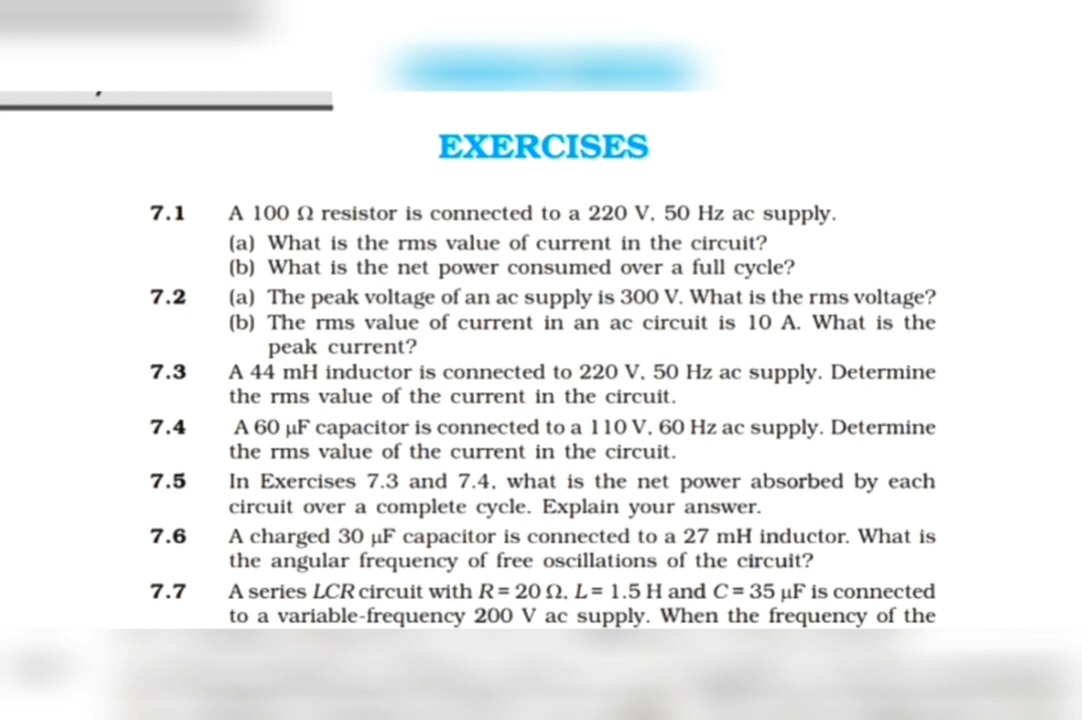 EXERCISES
7.1 A 100 Ω resistor is connected to a 220 V, 50 Hz ac supply.
(a) What is the rms value of current in the circuit?
(b) What is the net power consumed over a full cycle?
7.2 (a) The peak voltage of an ac supply is 300 V. What is the rms voltage?
(b) The rms value of current in an ac circuit is 10 A. What is the
peak current?
7.3 A 44 mH inductor is connected to 220 V, 50 Hz ac supply. Determine
the rms value of the current in the circuit.
7.4 A 60 μF capacitor is connected to a 110 V, 60 Hz ac supply. Determine
the rms value of the current in the circuit.
7.5 In Exercises 7.3 and 7.4, what is the net power absorbed by each
circuit over a complete cycle. Explain your answer.
7.6 A charged 30 μF capacitor is connected to a 27 mH inductor. What is
the angular frequency of free oscillations of the circuit?
7.7 A series LCR circuit with R = 20 Ω, L = 1.5 H and C = 35 μF is connected
to a variable-frequency 200 V ac supply. When the frequency of the